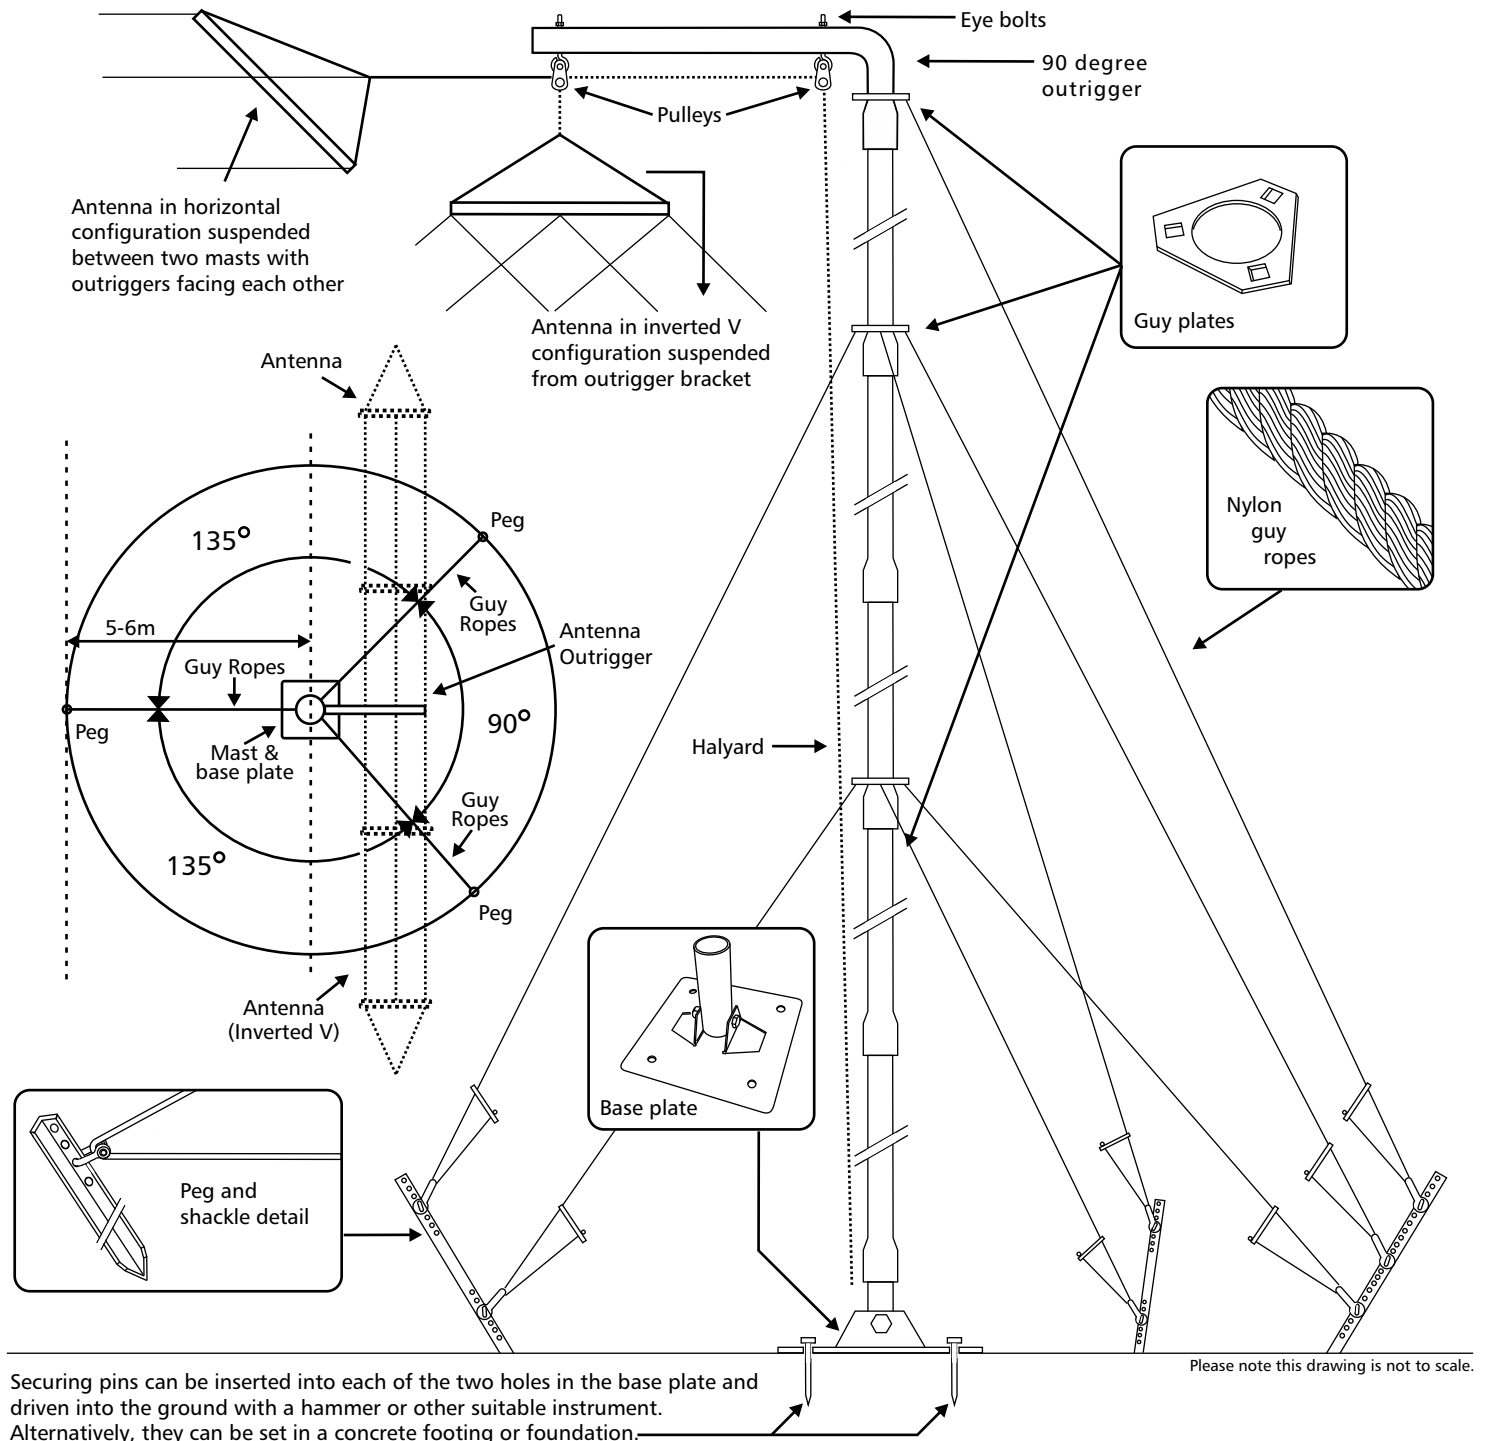 Eye bolts
90 degree
outrigger
Pulleys
Antenna in horizontal
configuration suspended
between two masts with
outriggers facing each other
Guy plates
Antenna in inverted V
configuration suspended
from outrigger bracket
Antenna
Nylon
guy
ropes
Peg
135°
Guy
Ropes
5-6m
Antenna
Outrigger
Guy Ropes
90°
Peg
Mast &
base plate
Halyard
Guy
Ropes
135°
Peg
Antenna
(Inverted V)
Base plate
Peg and
shackle detail
Please note this drawing is not to scale.
Securing pins can be inserted into each of the two holes in the base plate and
driven into the ground with a hammer or other suitable instrument.
Alternatively, they can be set in a concrete footing or foundation.